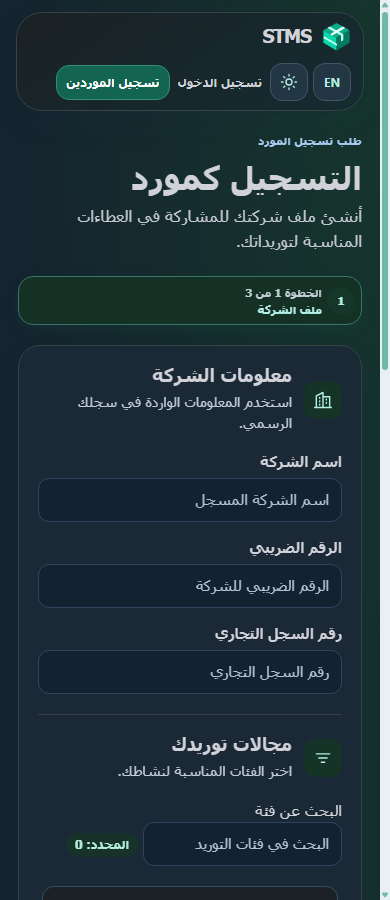 STMS
EN
تسجيل الدخول
تسجيل الموردين
طلب تسجيل المورد
التسجيل كمورد
أنشئ ملف شركتك للمشاركة في العطاءات
المناسبة لتوريداتك.
1
الخطوة 1 من 3
ملف الشركة
معلومات الشركة
استخدم المعلومات الواردة في سجلك
الرسمي.
اسم الشركة
اسم الشركة المسجل
الرقم الضريبي
الرقم الضريبي للشركة
رقم السجل التجاري
رقم السجل التجاري
مجالات توريدك
اختر الفئات المناسبة لنشاطك.
البحث عن فئة
البحث في فئات التوريد
المحدد: 0